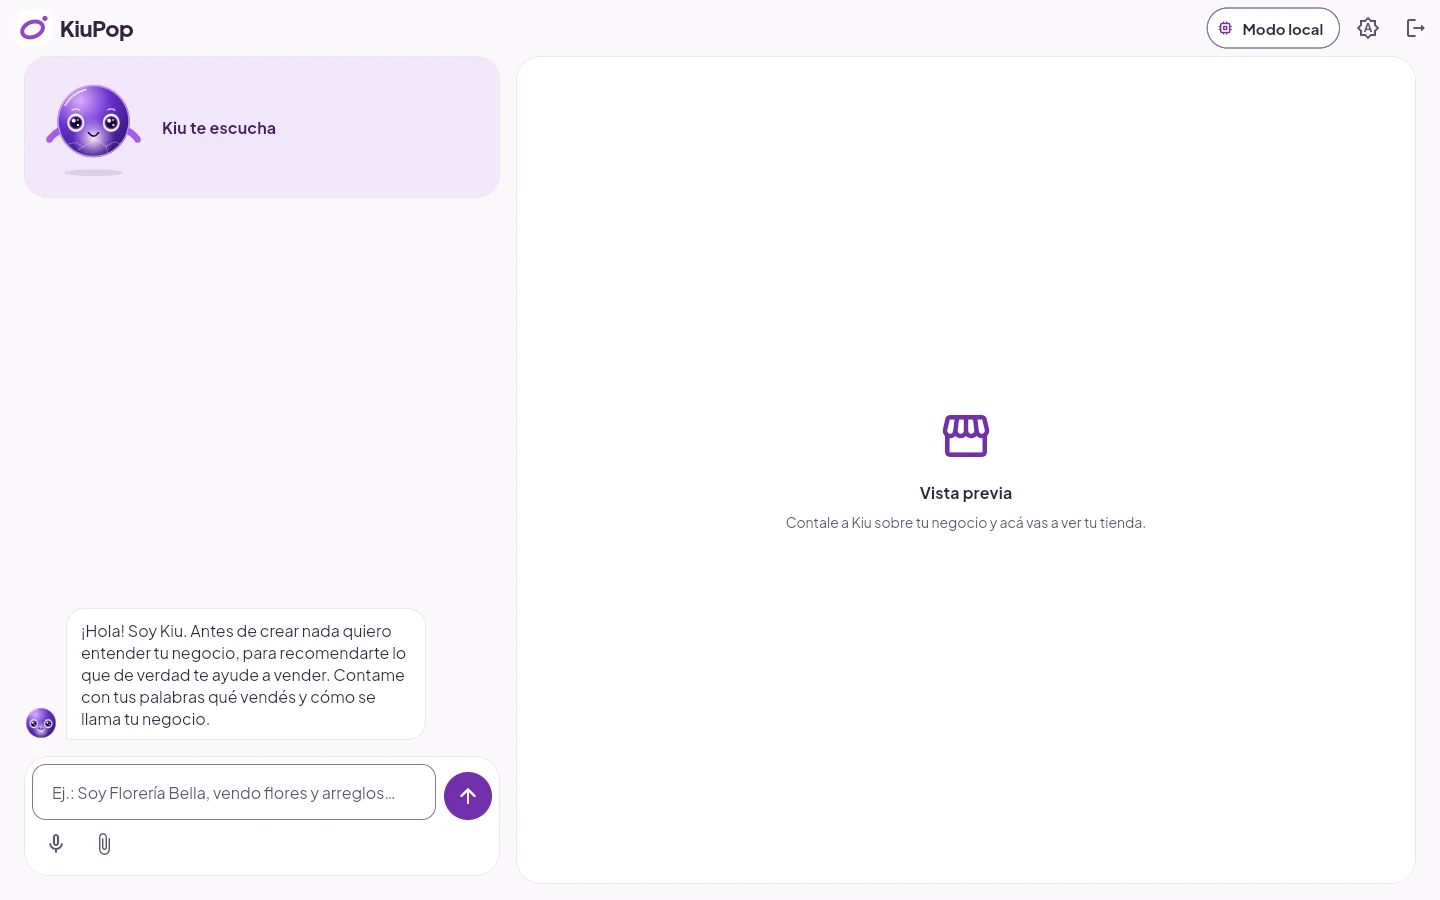 KiuPop
Modo local
Kiu te escucha
¡Hola! Soy Kiu. Antes de crear nada quiero
entender tu negocio, para recomendarte lo
que de verdad te ayude a vender. Contame
con tus palabras qué vendés y cómo se
llama tu negocio.
Ej.: Soy Florería Bella, vendo flores y arreglos...
Vista previa
Contale a Kiu sobre tu negocio y acá vas a ver tu tienda.